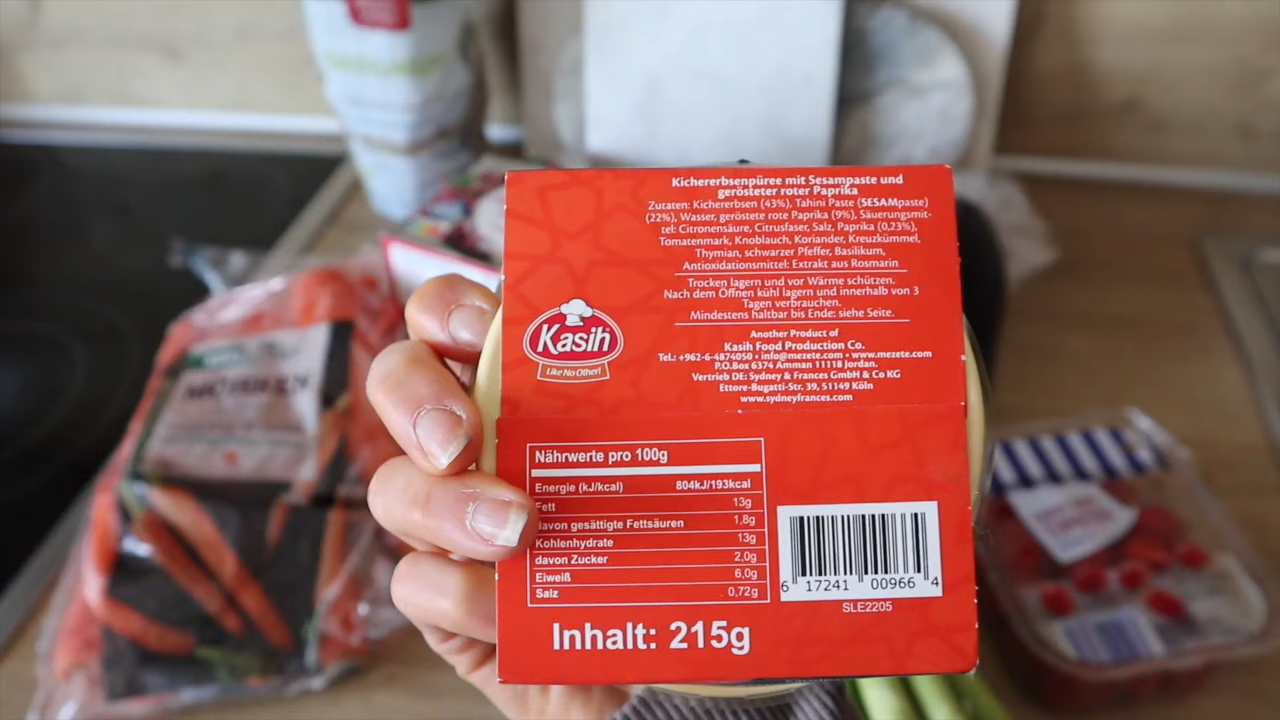 Kichererbsenpüree mit Sesampaste und
gerösteter roter Paprika
Zutaten: Kichererbsen (43%), Tahini Paste (SESAMpaste)
(22%), Wasser, geröstete rote Paprika (9%), Säuerungsmit-
tel: Citronensäure, Citrusfaser, Salz, Paprika (0,23%),
Tomatenmark, Knoblauch, Koriander, Kreuzkümmel,
Thymian, schwarzer Pfeffer, Basilikum,
Antioxidationsmittel: Extrakt aus Rosmarin
Trocken lagern und vor Wärme schützen.
Nach dem Öffnen kühl lagern und innerhalb von 3
Tagen verbrauchen.
Mindestens haltbar bis Ende: siehe Seite.
Another Product of
Kasih Food Production Co.
Tel.: +962-6-4874050 • info@mezete.com • www.mezete.com
P.O.Box 6374 Amman 11118 Jordan.
Vertrieb DE: Sydney & Frances GmbH & Co KG
Ettore-Bugatti-Str. 39, 51149 Köln
www.sydneyfrances.com
Kasih
Like No Other!
Nährwerte pro 100g
Energie (kJ/kcal) 804kJ/193kcal
Fett 13g
davon gesättigte Fettsäuren 1,8g
Kohlenhydrate 13g
davon Zucker 2,0g
Eiweiß 6,0g
Salz 0,72g
6 17241 00966 4
SLE2205
Inhalt: 215g
MÖHREN